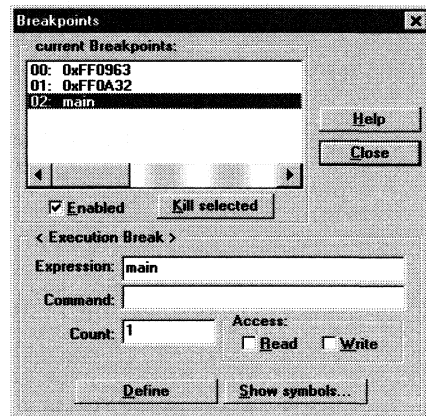 Breakpoints
current Breakpoints:
00: 0xFF0963
01: 0xFF0A32
02: main
Help
Close
Enabled
Kill selected
< Execution Break >
Expression: main
Command:
Count: 1
Access:
Read
Write
Define
Show symbols...